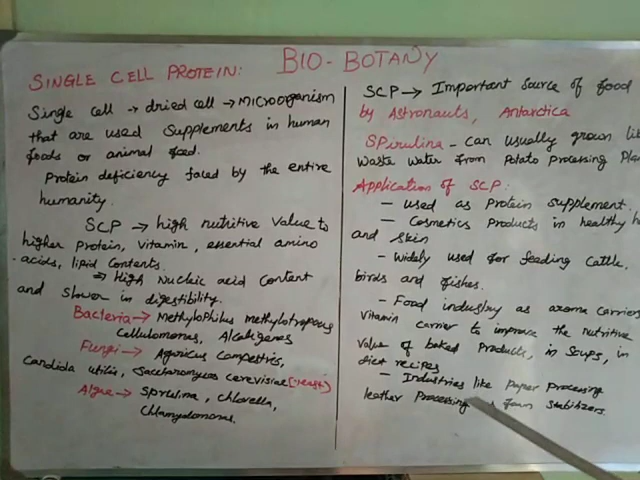 BIO-BOTANY
SINGLE CELL PROTEIN:
Single cell → dried cell → Microorganism
that are used Supplements in human
foods or animal feed.
Protein deficiency faced by the entire
humanity.
SCP → high nutritive value to
higher protein, vitamin, essential amino
acids, lipid contents.
→ High Nucleic acid content
and slower in digestibility.
Bacteria → Methylophilus methylotropous
Cellulomonas, Alcaligenes
Fungi → Agaricus campestris,
Candida utilis, Saccharomyces cerevisiae (yeast)
Algae → Spirulina, chlorella,
Chlamydomonas.
SCP → Important Source of food
by Astronauts, Antarctica
Spirulina - can usually grown
Waste water from Potato Processing
Application of SCP:
- used as Protein Supplement.
- Cosmetics Products in healthy
and Skin
- Widely used for feeding Cattle,
birds and fishes.
- Food industry as aroma carriers
vitamin carrier to improve the nutritive
value of baked Products, in Soups, in
diet recipes
- Industries like Paper Processing
leather Processing foam Stabilizers.